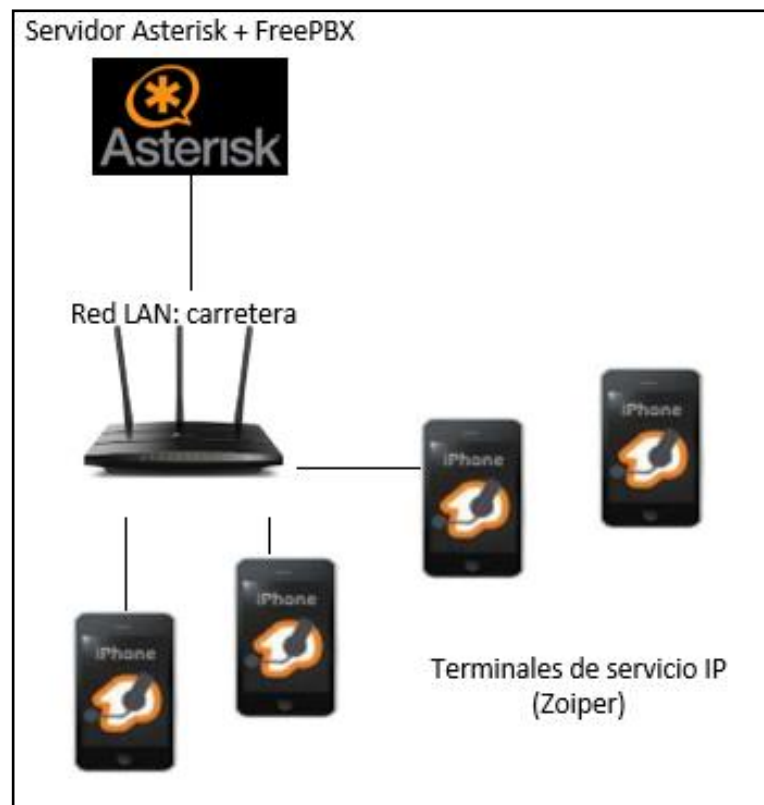 Servidor Asterisk + FreePBX
Asterisk
Red LAN: carretera
iPhone
iPhone
iPhone
iPhone
Terminales de servicio IP
(Zoiper)